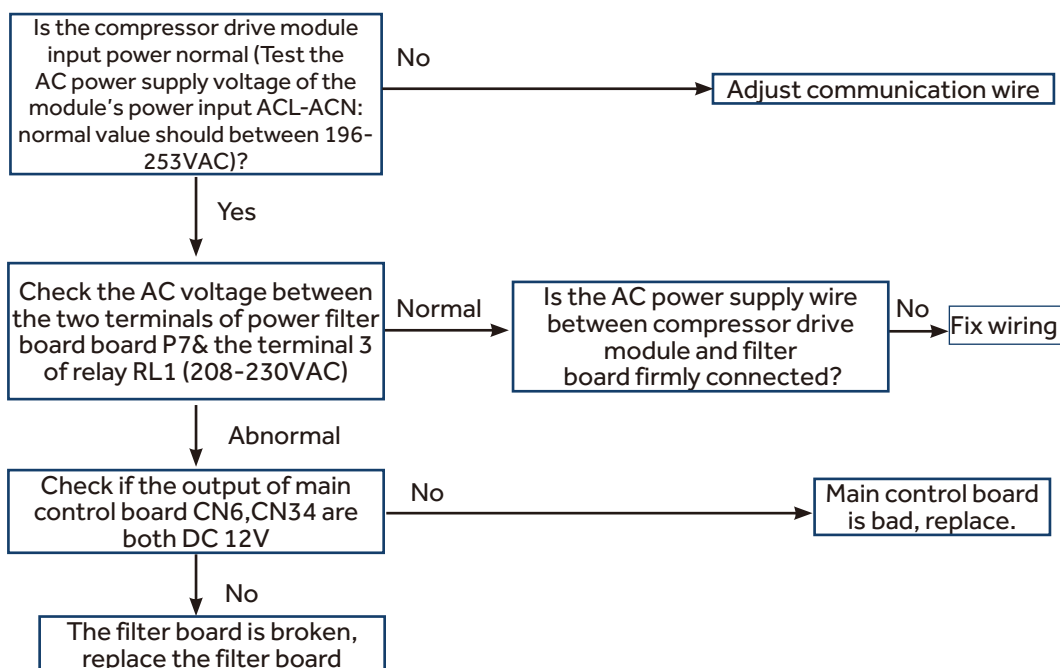 Is the compressor drive module
input power normal (Test the
AC power supply voltage of the
module's power input ACL-ACN:
normal value should between 196-
253VAC)?
No
Adjust communication wire
Yes
Check the AC voltage between
the two terminals of power filter
board board P7& the terminal 3
of relay RL1 (208-230VAC)
Normal
Is the AC power supply wire
between compressor drive
module and filter
board firmly connected?
No
Fix wiring
Abnormal
Check if the output of main
control board CN6,CN34 are
both DC 12V
No
Main control board
is bad, replace.
No
The filter board is broken,
replace the filter board